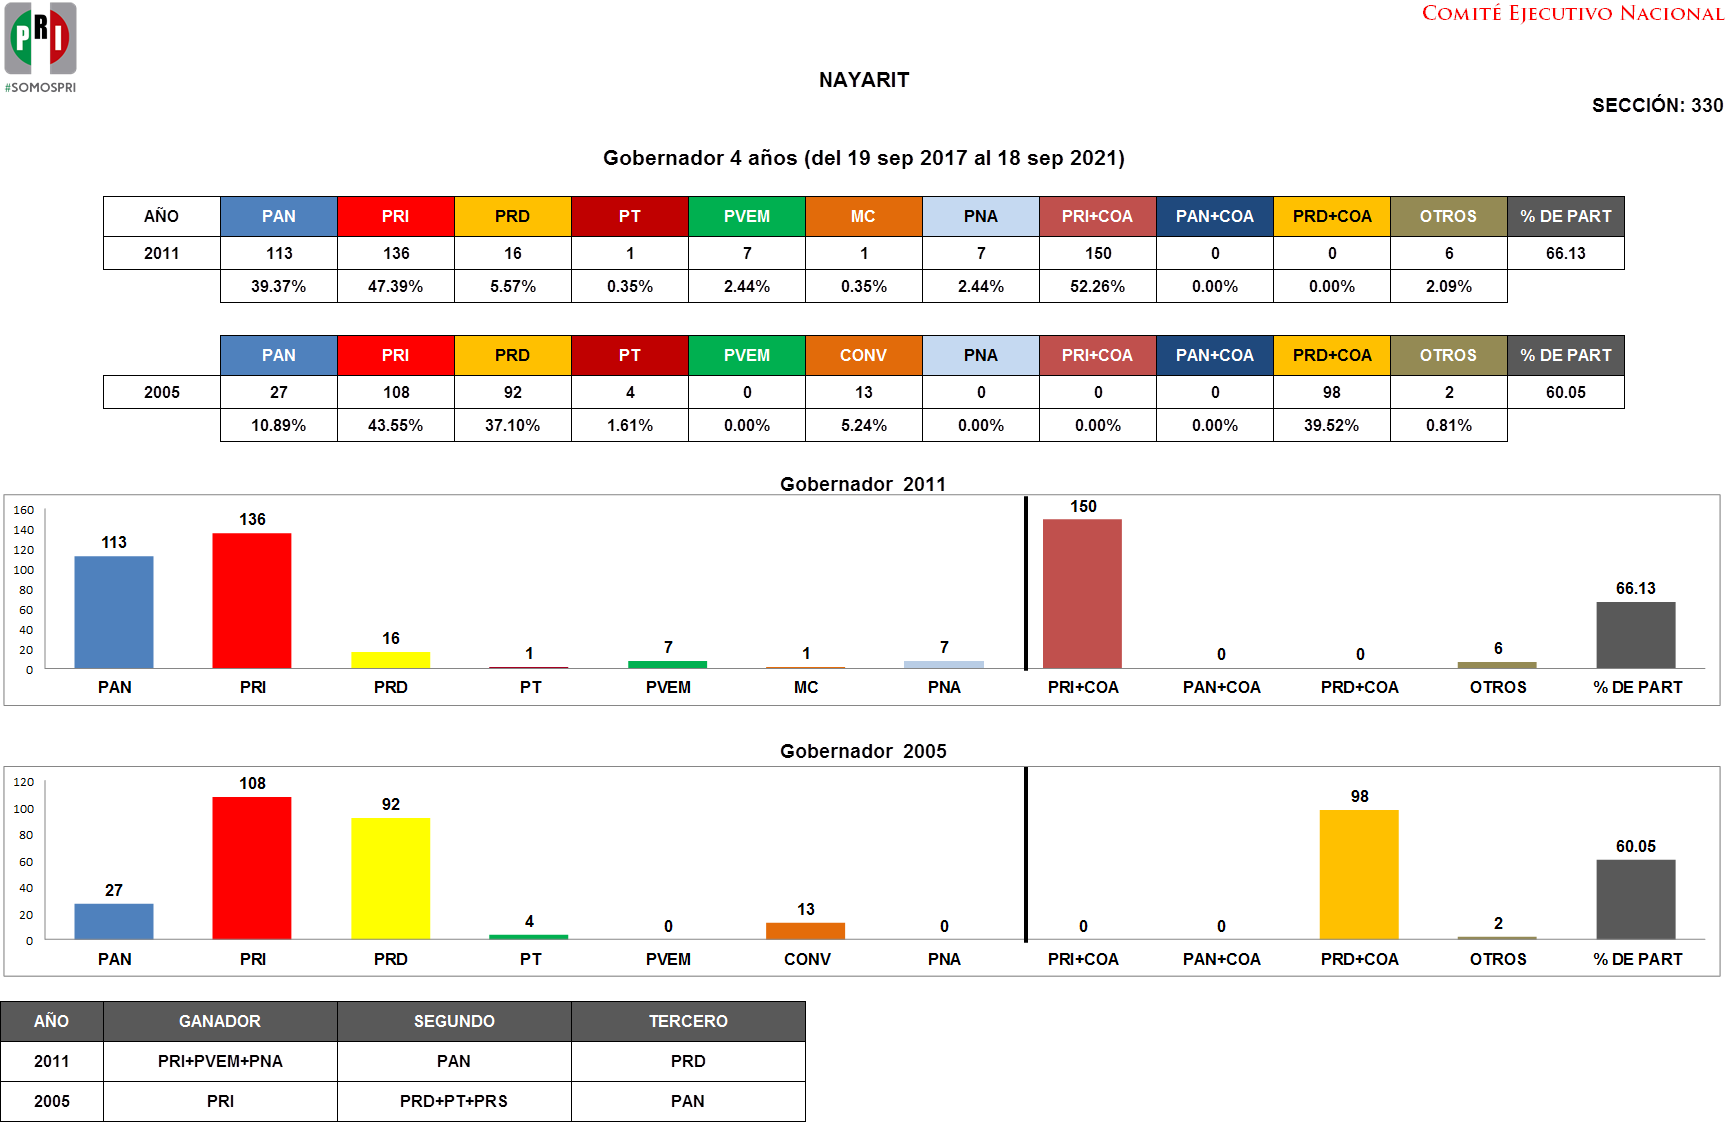 PRI
#SOMOSPRI
COMITÉ EJECUTIVO NACIONAL
NAYARIT
SECCIÓN: 330
Gobernador 4 años (del 19 sep 2017 al 18 sep 2021)
AÑO PAN PRI PRD PT PVEM MC PNA PRI+COA PAN+COA PRD+COA OTROS % DE PART
2011 113 136 16 1 7 1 7 150 0 0 6 66.13
39.37% 47.39% 5.57% 0.35% 2.44% 0.35% 2.44% 52.26% 0.00% 0.00% 2.09%
PAN PRI PRD PT PVEM CONV PNA PRI+COA PAN+COA PRD+COA OTROS % DE PART
2005 27 108 92 4 0 13 0 0 0 98 2 60.05
10.89% 43.55% 37.10% 1.61% 0.00% 5.24% 0.00% 0.00% 0.00% 39.52% 0.81%
Gobernador 2011
160
140
120
100
80
60
40
20
0
113 136 16 1 7 1 7 150 0 0 6 66.13
PAN PRI PRD PT PVEM MC PNA PRI+COA PAN+COA PRD+COA OTROS % DE PART
Gobernador 2005
120
100
80
60
40
20
0
27 108 92 4 0 13 0 0 0 98 2 60.05
PAN PRI PRD PT PVEM CONV PNA PRI+COA PAN+COA PRD+COA OTROS % DE PART
AÑO GANADOR SEGUNDO TERCERO
2011 PRI+PVEM+PNA PAN PRD
2005 PRI PRD+PT+PRS PAN